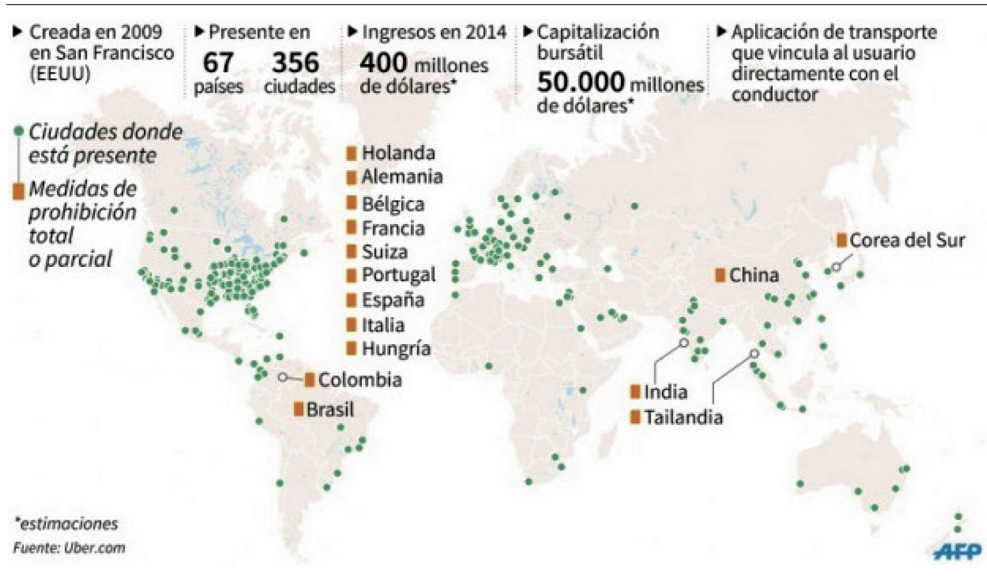 Creada en 2009
en San Francisco
(EEUU)
Presente en
67 356
países ciudades
Ingresos en 2014
400 millones
de dólares*
Capitalización
bursátil
50.000 millones
de dólares*
Aplicación de transporte
que vincula al usuario
directamente con el
conductor
Ciudades donde
está presente
Medidas de
prohibición
total
o parcial
Holanda
Alemania
Bélgica
Francia
Suiza
Portugal
España
Italia
Hungría
Corea del Sur
China
Colombia
Brasil
India
Tailandia
*estimaciones
Fuente: Uber.com
AFP